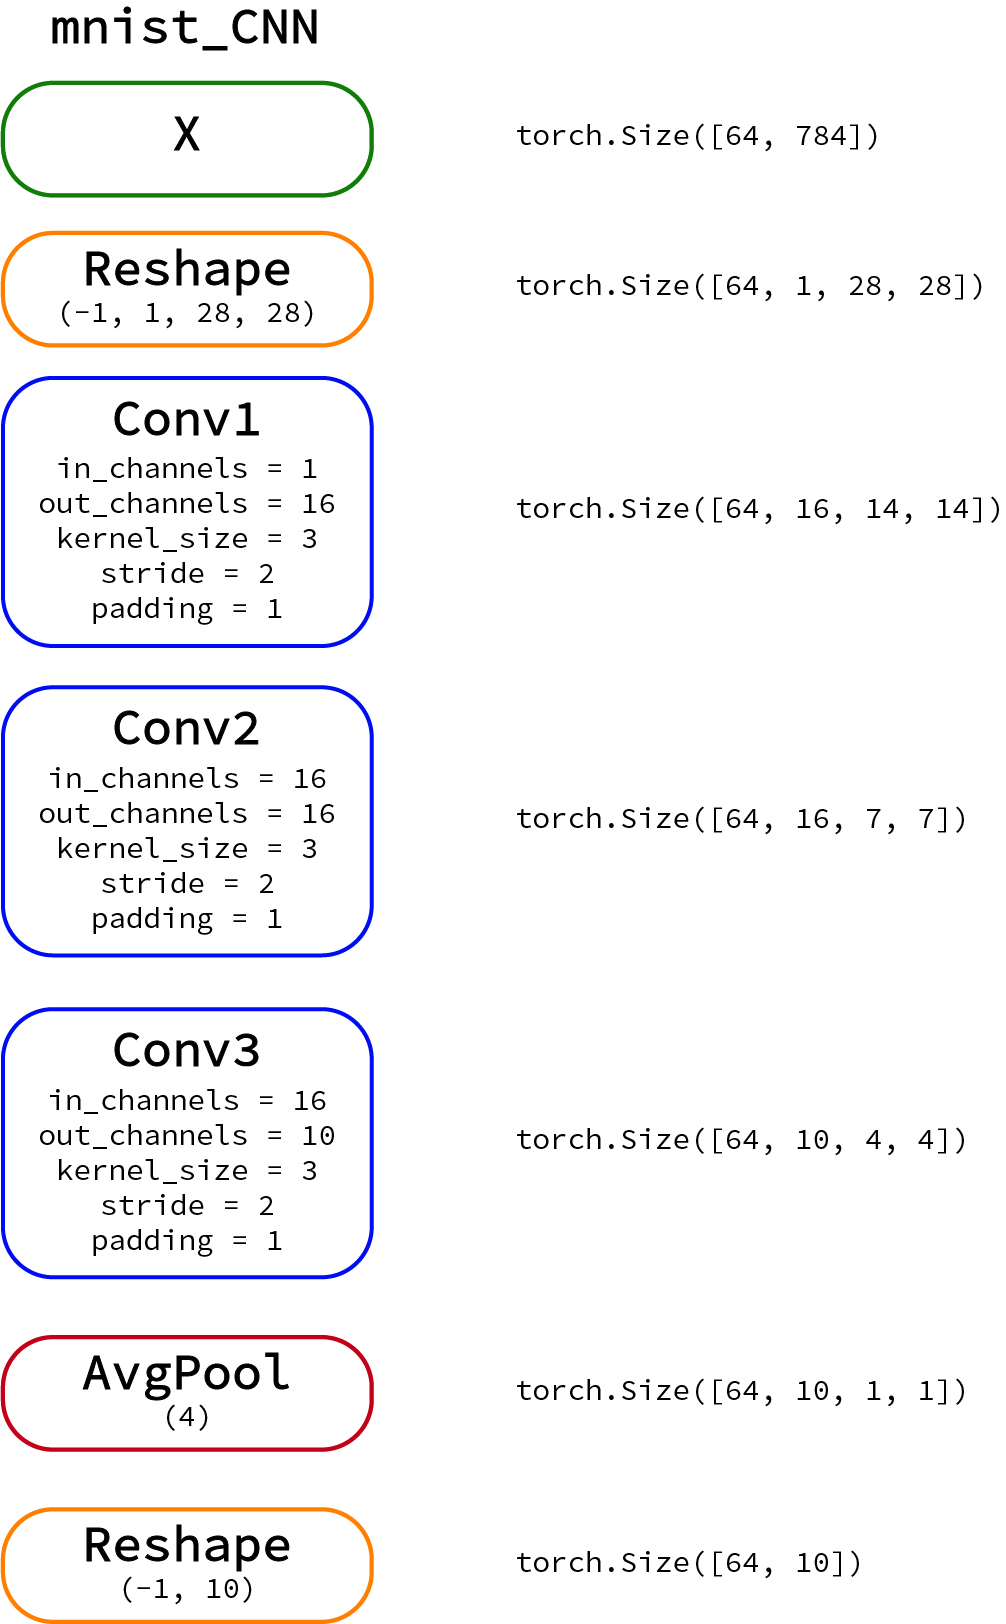 mnist_CNN
X
torch.Size([64, 784])
Reshape
(-1, 1, 28, 28)
torch.Size([64, 1, 28, 28])
Conv1
in_channels = 1
out_channels = 16
kernel_size = 3
stride = 2
padding = 1
torch.Size([64, 16, 14, 14])
Conv2
in_channels = 16
out_channels = 16
kernel_size = 3
stride = 2
padding = 1
torch.Size([64, 16, 7, 7])
Conv3
in_channels = 16
out_channels = 10
kernel_size = 3
stride = 2
padding = 1
torch.Size([64, 10, 4, 4])
AvgPool
(4)
torch.Size([64, 10, 1, 1])
Reshape
(-1, 10)
torch.Size([64, 10])